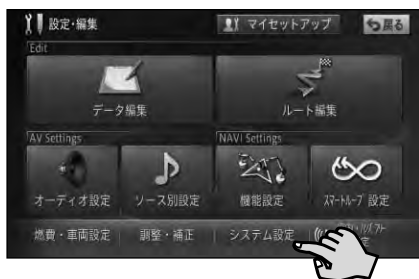 設定・編集
マイセットアップ
戻る
Edit
データ編集
ルート編集
AV Settings
NAVI Settings
オーディオ設定
ソース別設定
機能設定
スマートループ 設定
燃費・車両設定
調整・補正
システム設定